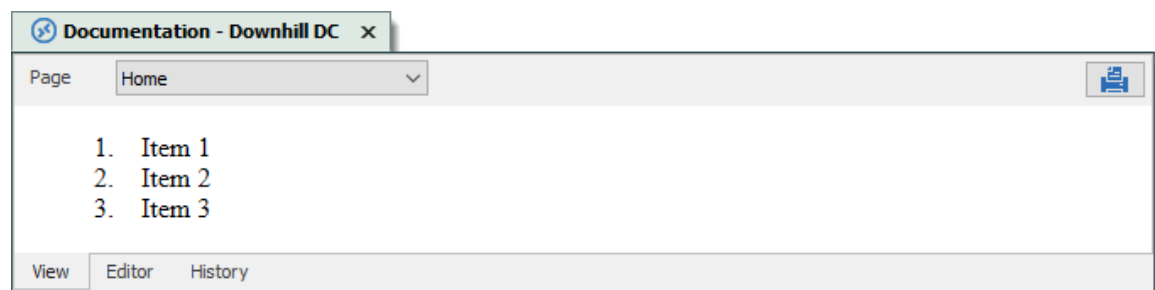 Documentation - Downhill DC x
Page Home
1. Item 1
2. Item 2
3. Item 3
View Editor History